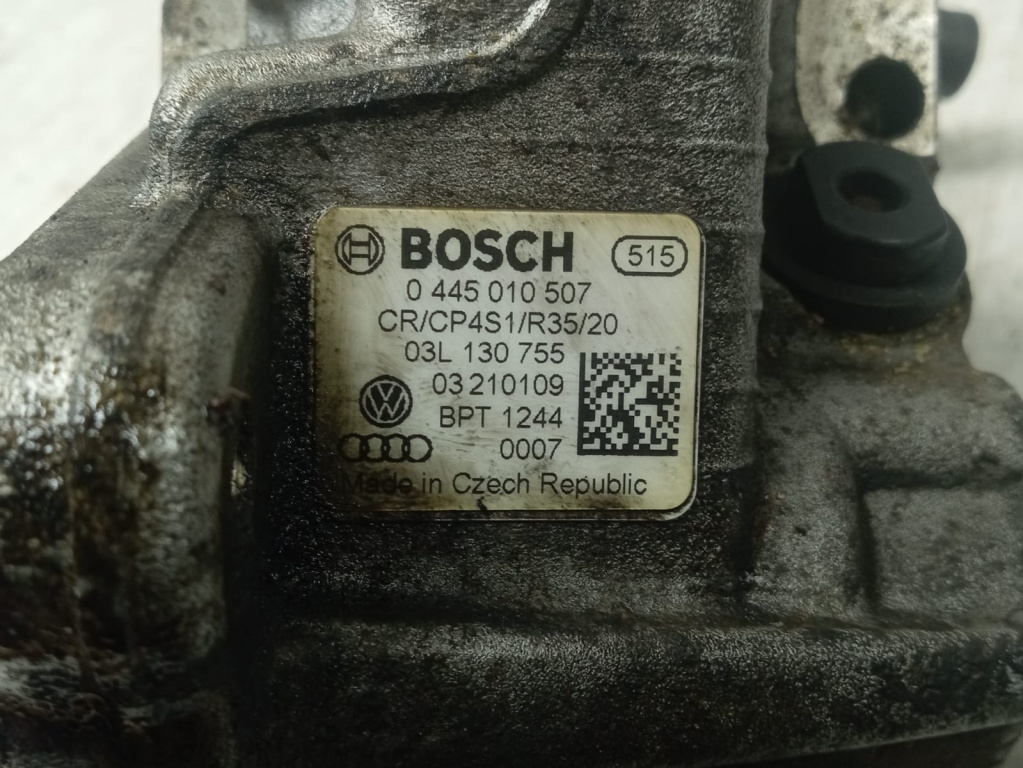 BOSCH 515
0 445 010 507
CR/CP4S1/R35/20
03L 130 755
03 210109
BPT 1244
0007
Made in Czech Republic